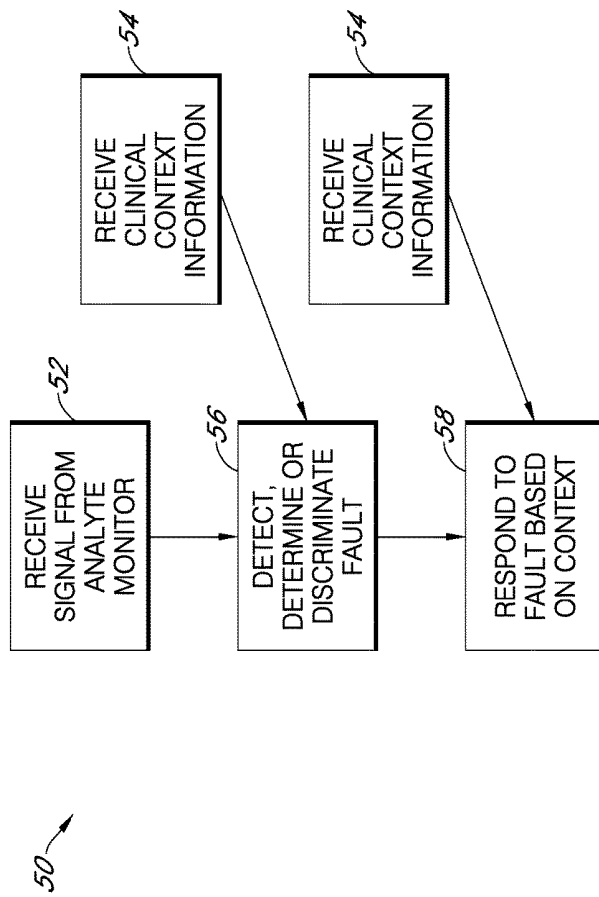 50
52
RECEIVE
SIGNAL FROM
ANALYTE
MONITOR
54
RECEIVE
CLINICAL
CONTEXT
INFORMATION
56
DETECT,
DETERMINE OR
DISCRIMINATE
FAULT
54
RECEIVE
CLINICAL
CONTEXT
INFORMATION
58
RESPOND TO
FAULT BASED
ON CONTEXT